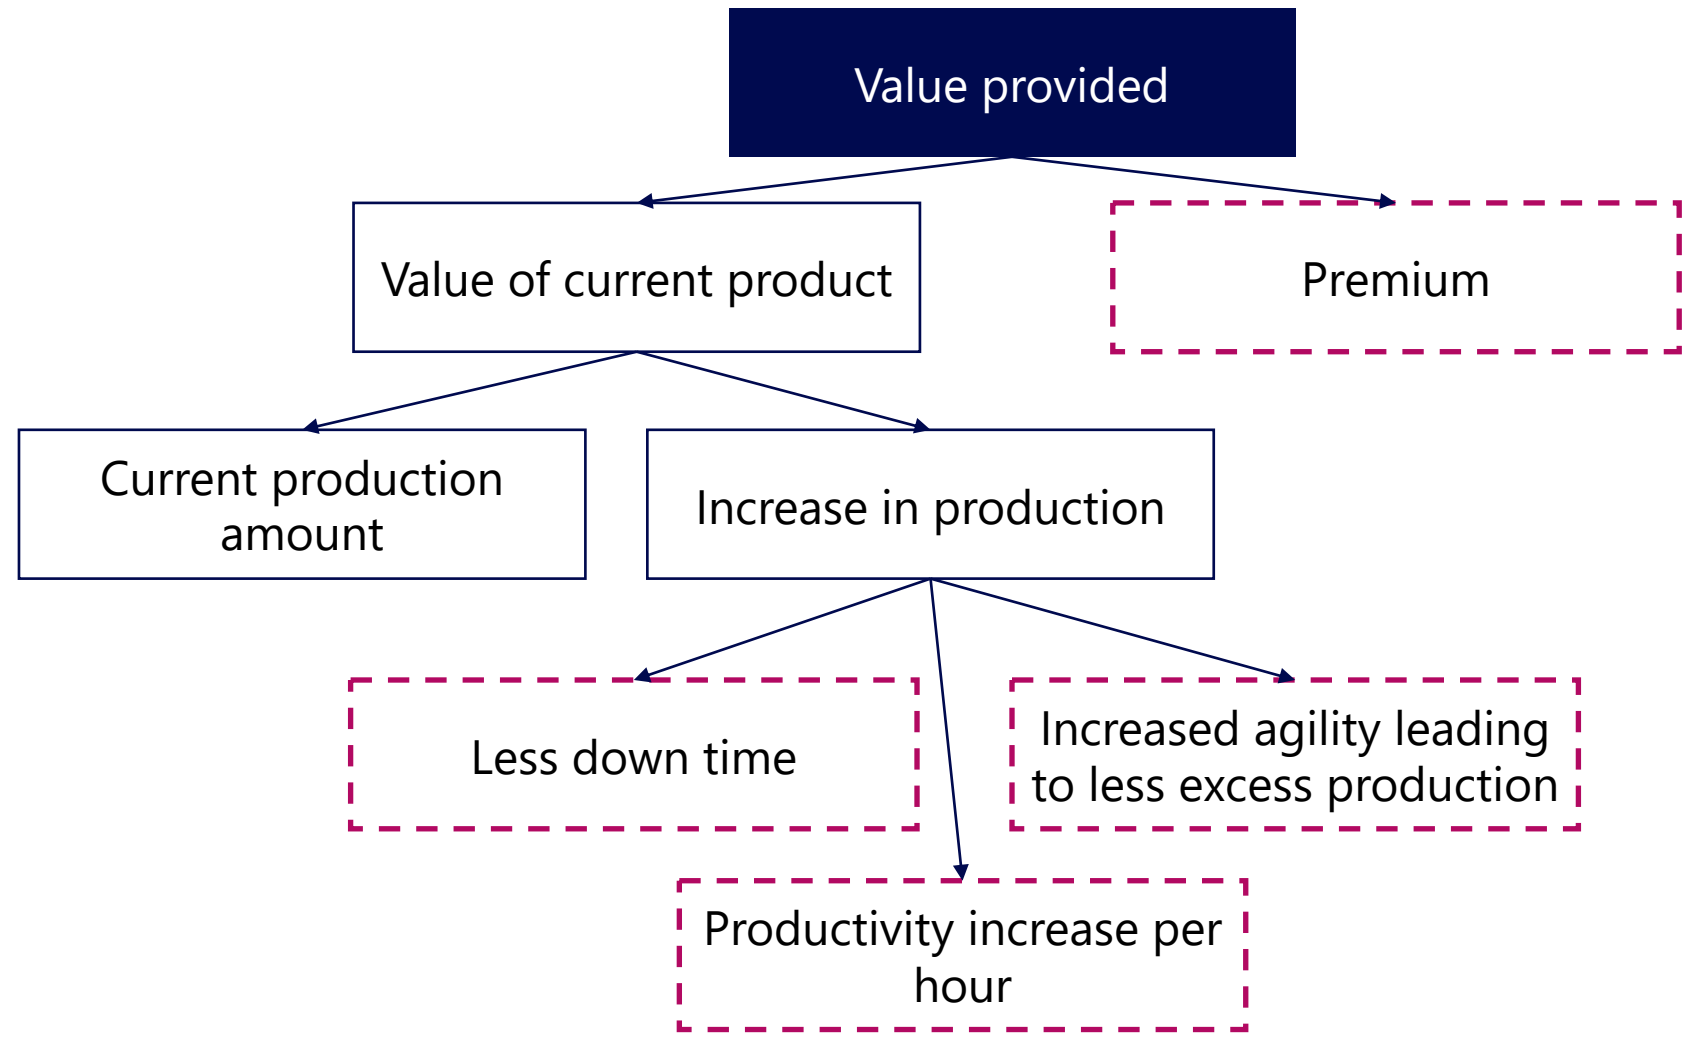 Value provided
Value of current product
Premium
Current production
amount
Increase in production
Less down time
Increased agility leading
to less excess production
Productivity increase per
hour